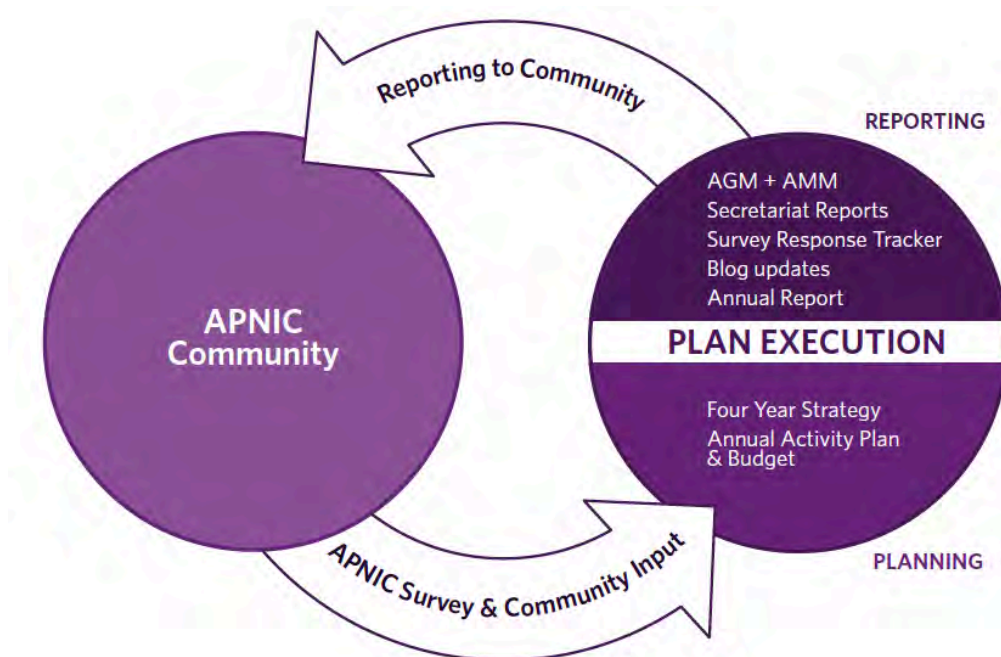 Reporting to Community
REPORTING
AGM + AMM
Secretariat Reports
Survey Response Tracker
Blog updates
Annual Report
APNIC
Community
PLAN EXECUTION
Four Year Strategy
Annual Activity Plan
& Budget
APNIC Survey & Community Input
PLANNING